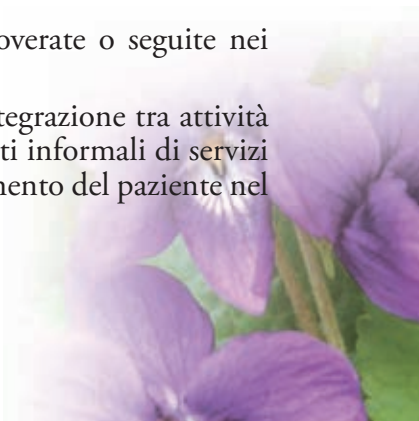 overate o seguite nei
tegrazione tra attività
ti informali di servizi
mento del paziente nel